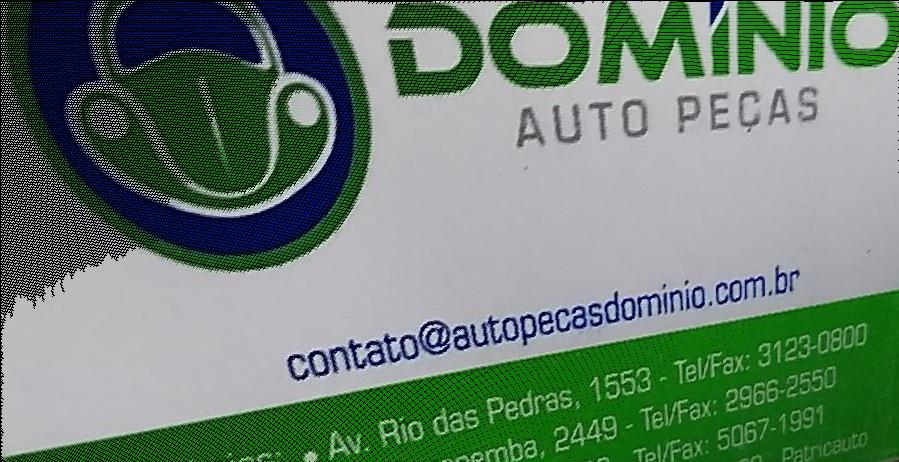 DOMÍNIO
AUTO PEÇAS
contato@autopecasdominio.com.br
• Av. Rio das Pedras, 1553 - Tel/Fax: 3123-0800
2449 - Tel/Fax: 2966-2550
Tel/Fax: 5067-1991
Patricauto